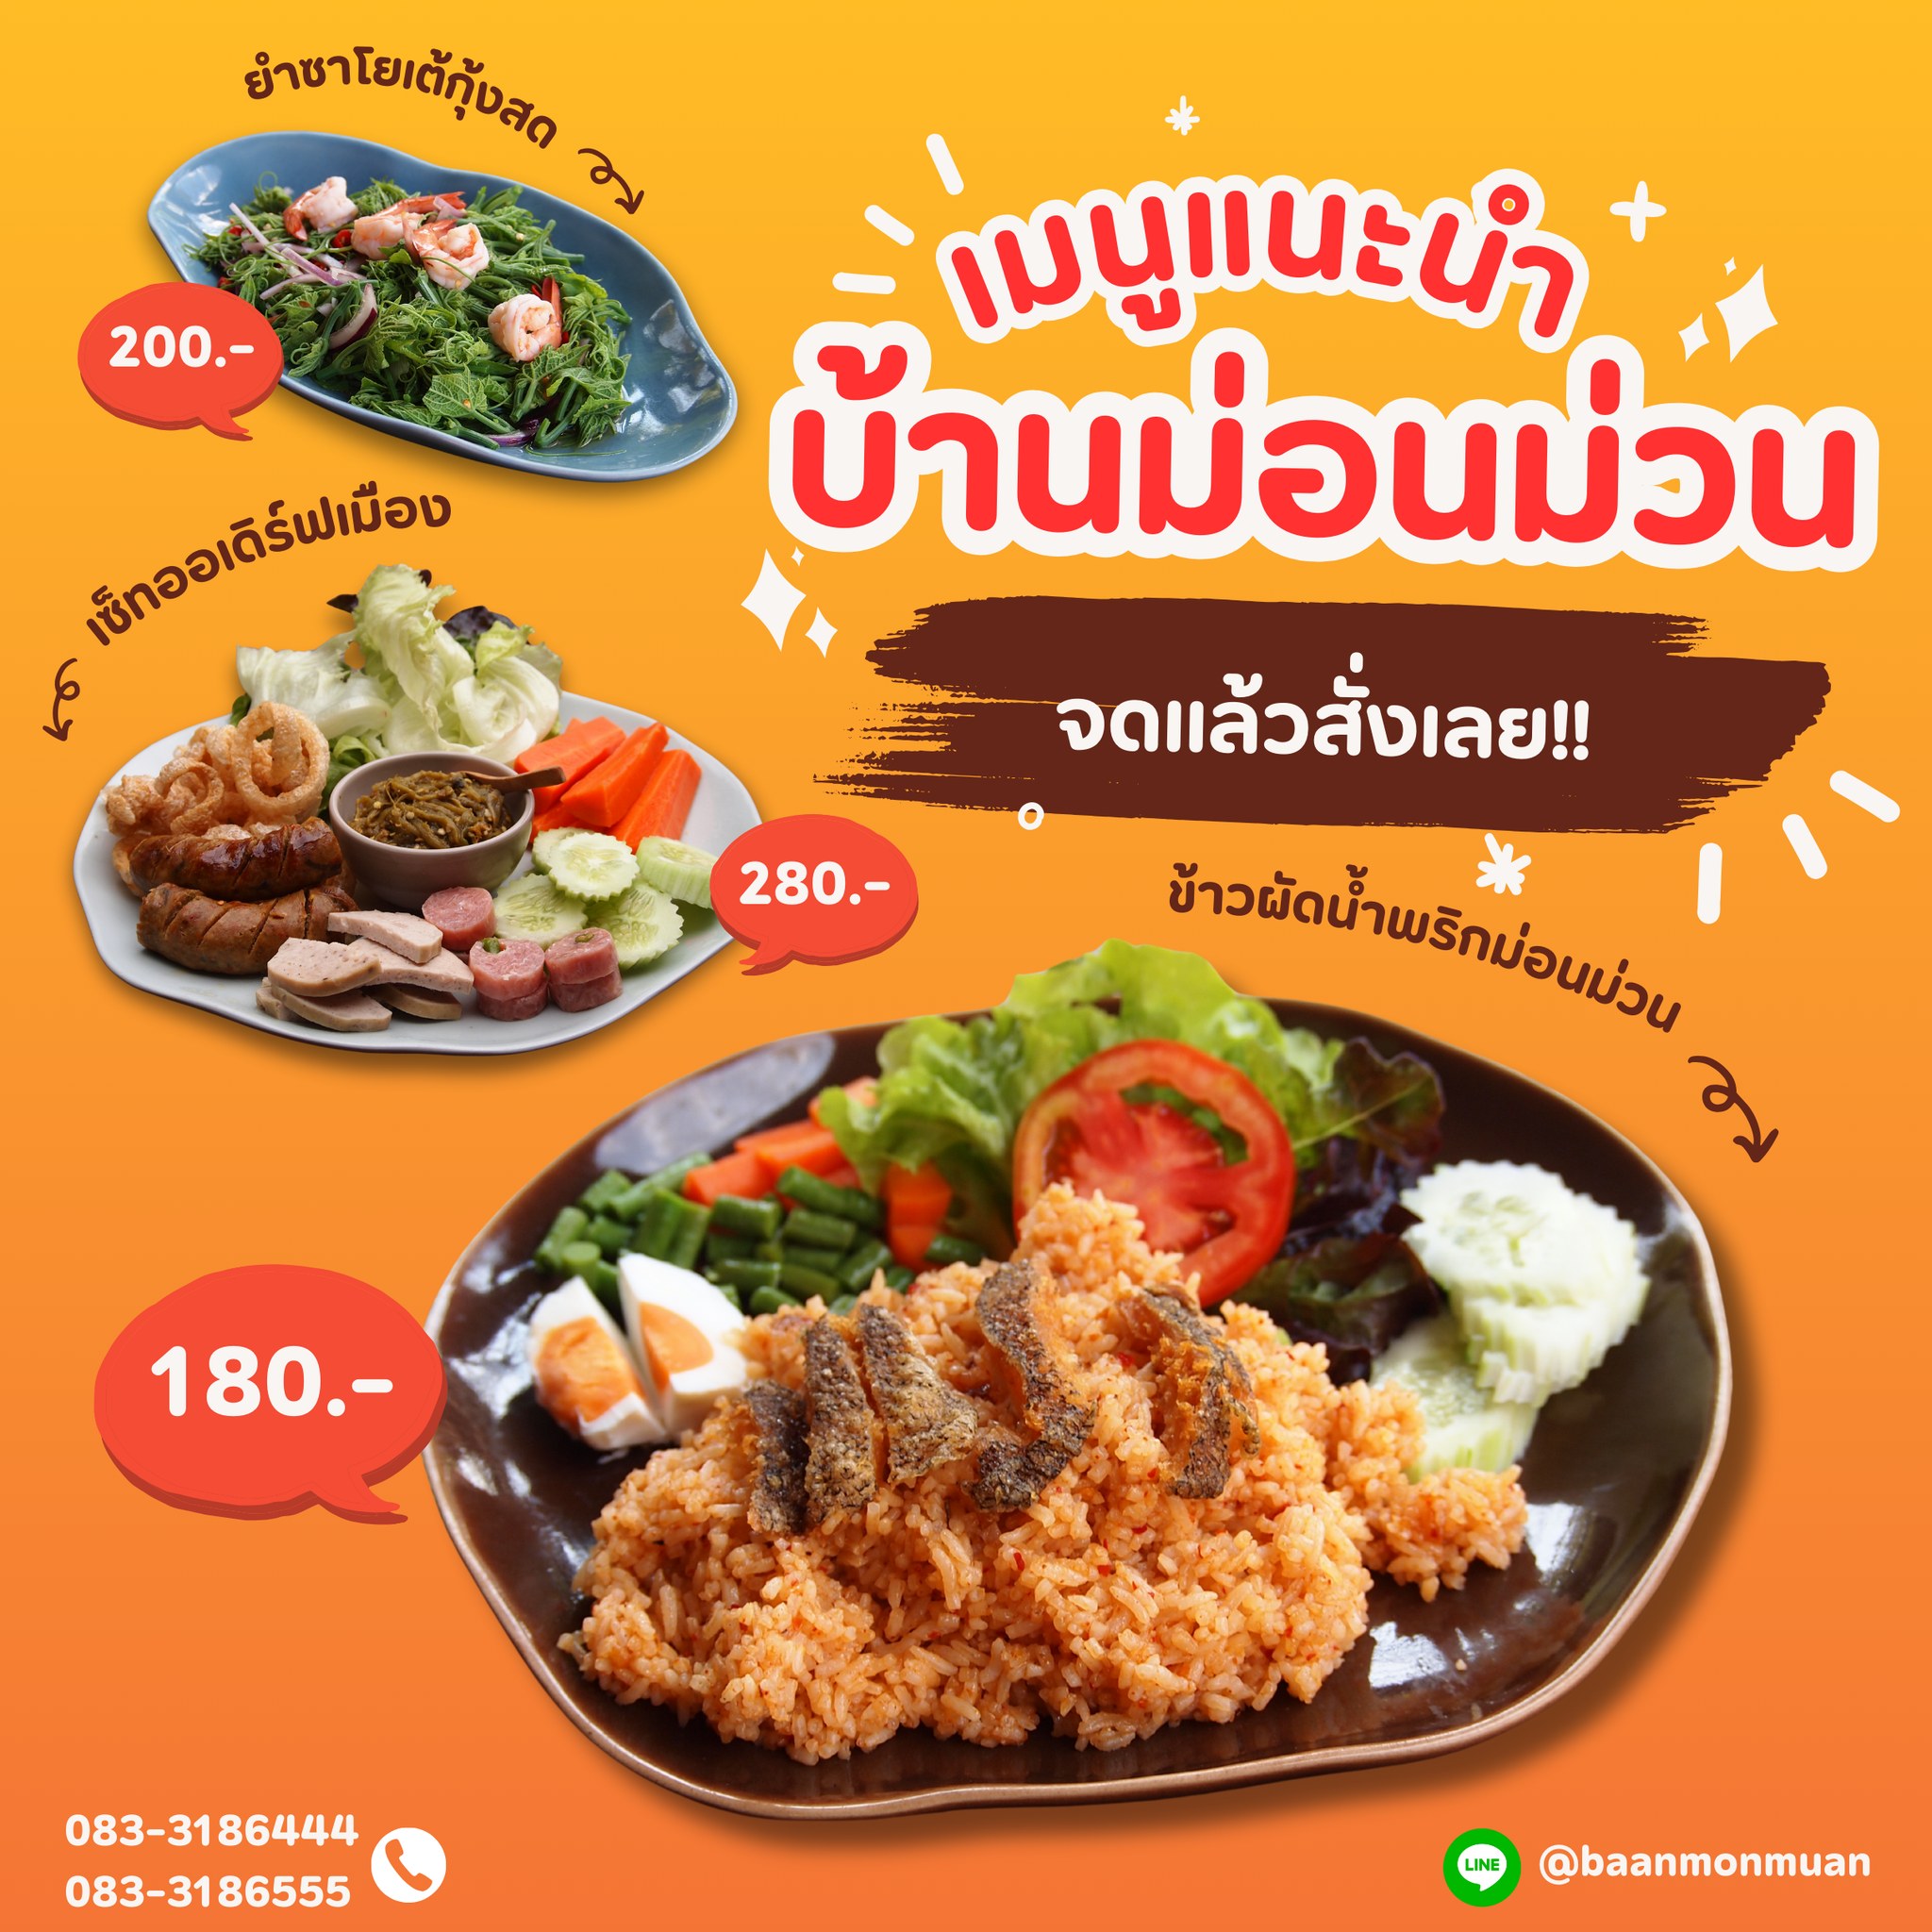 ยำซาโยเต้กุ้งสด
200.-
เมนูแนะนำ
บ้านม่อนม่วน
จดแล้วสั่งเลย!!
เซ็ทออเดิร์ฟเมือง
280.-
ข้าวผัดน้ำพริกม่อนม่วน
180.-
083-3186444
083-3186555
LINE
@baanmonmuan